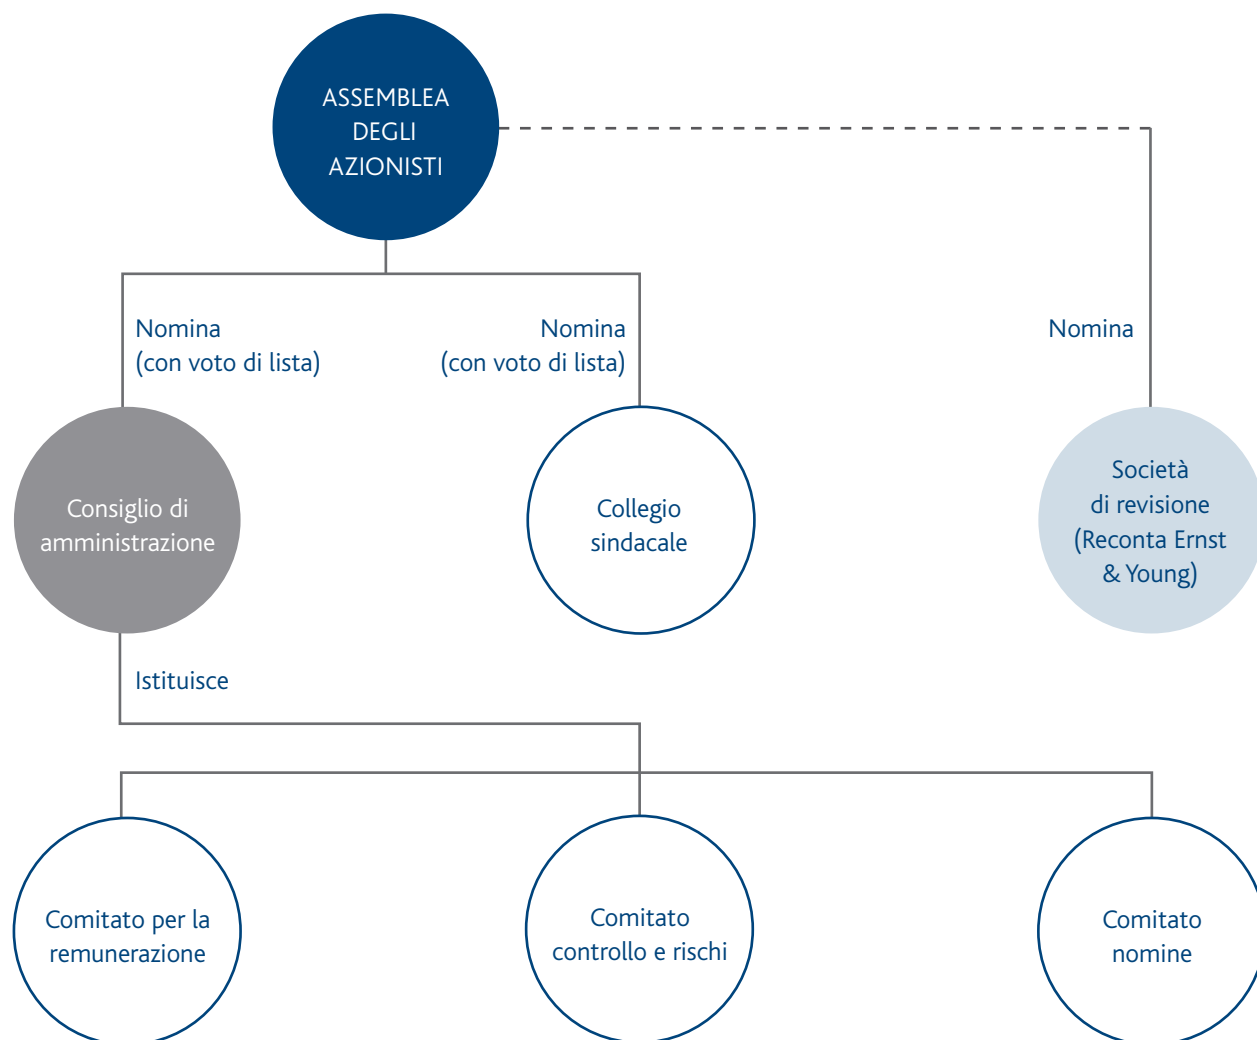 ASSEMBLEA
DEGLI
AZIONISTI
Nomina
(con voto di lista)
Nomina
(con voto di lista)
Nomina
Consiglio di
amministrazione
Collegio
sindacale
Società
di revisione
(Reconta Ernst
& Young)
Istituisce
Comitato per la
remunerazione
Comitato
controllo e rischi
Comitato
nomine